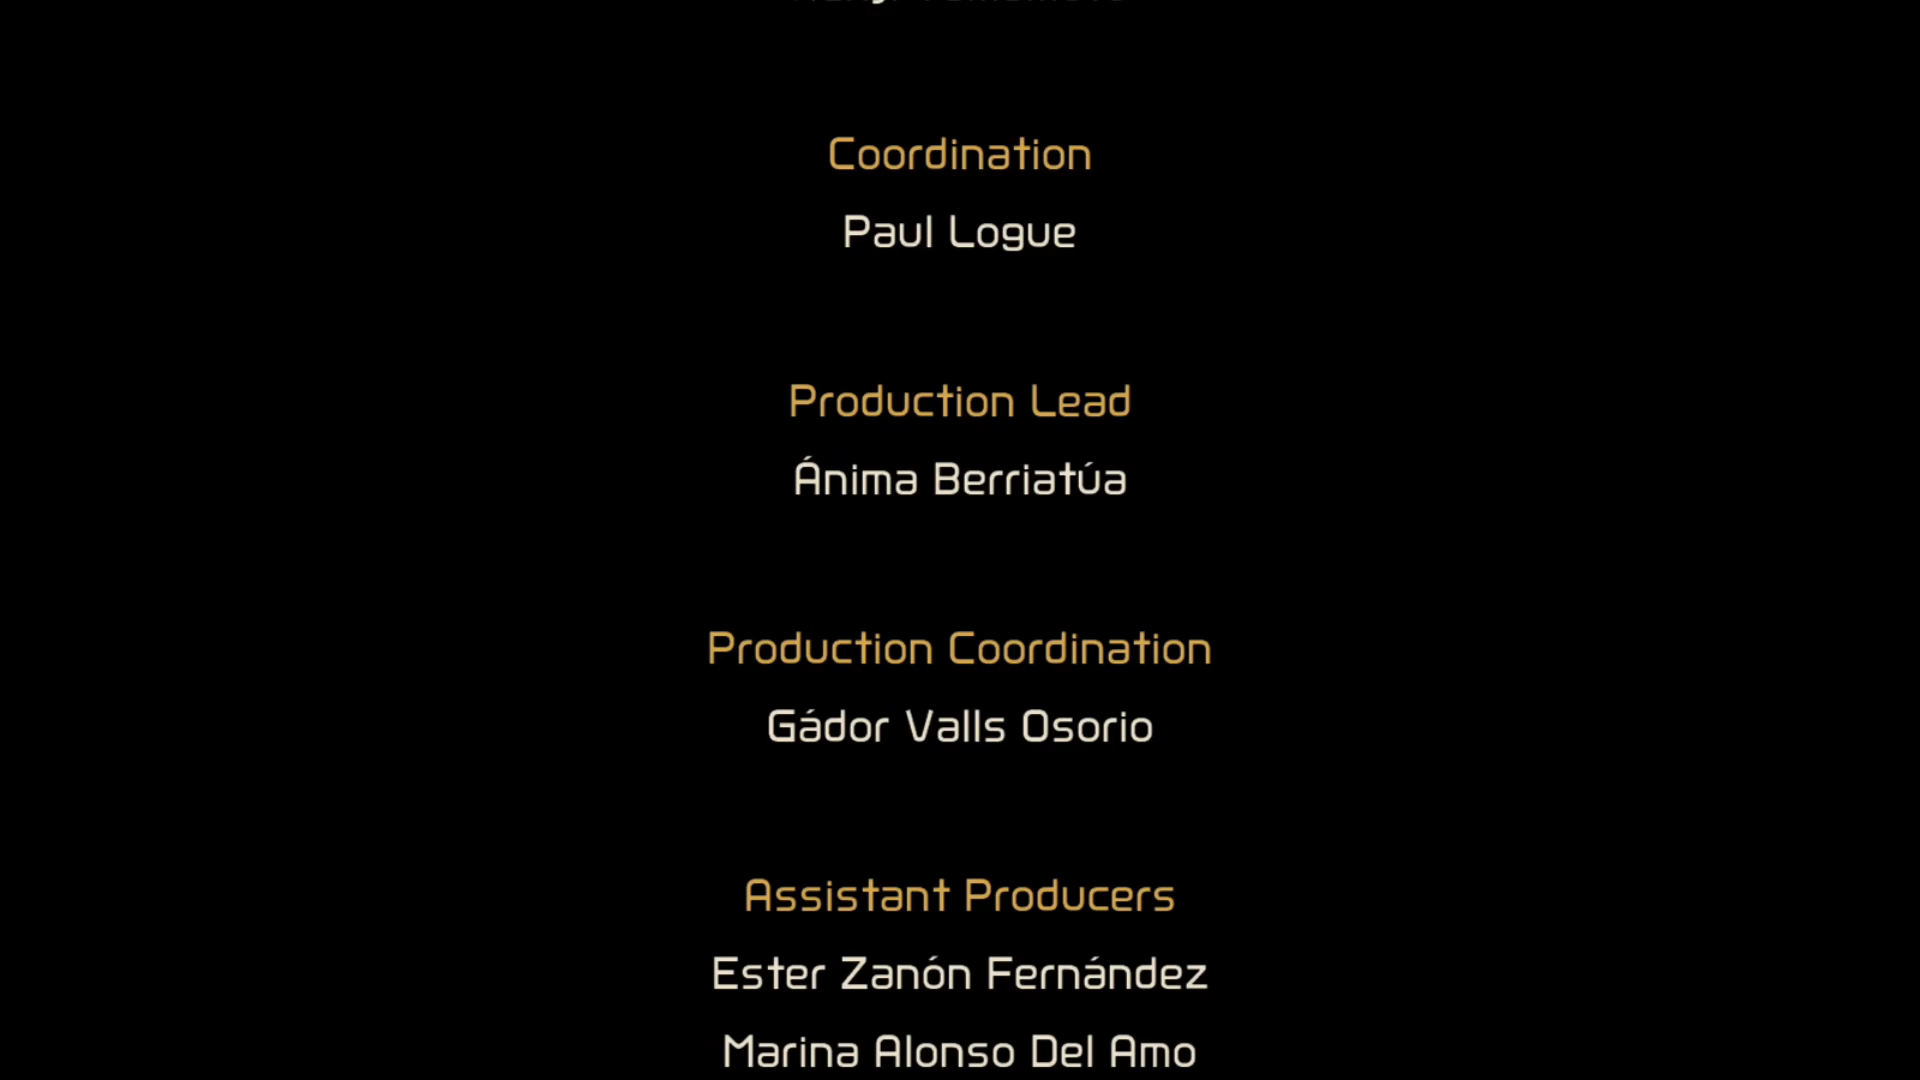 Coordination
Paul Logue
Production Lead
Ánima Berriatúa
Production Coordination
Gádor Valls Osorio
Assistant Producers
Ester Zanón Fernández
Marina Alonso Del Amo